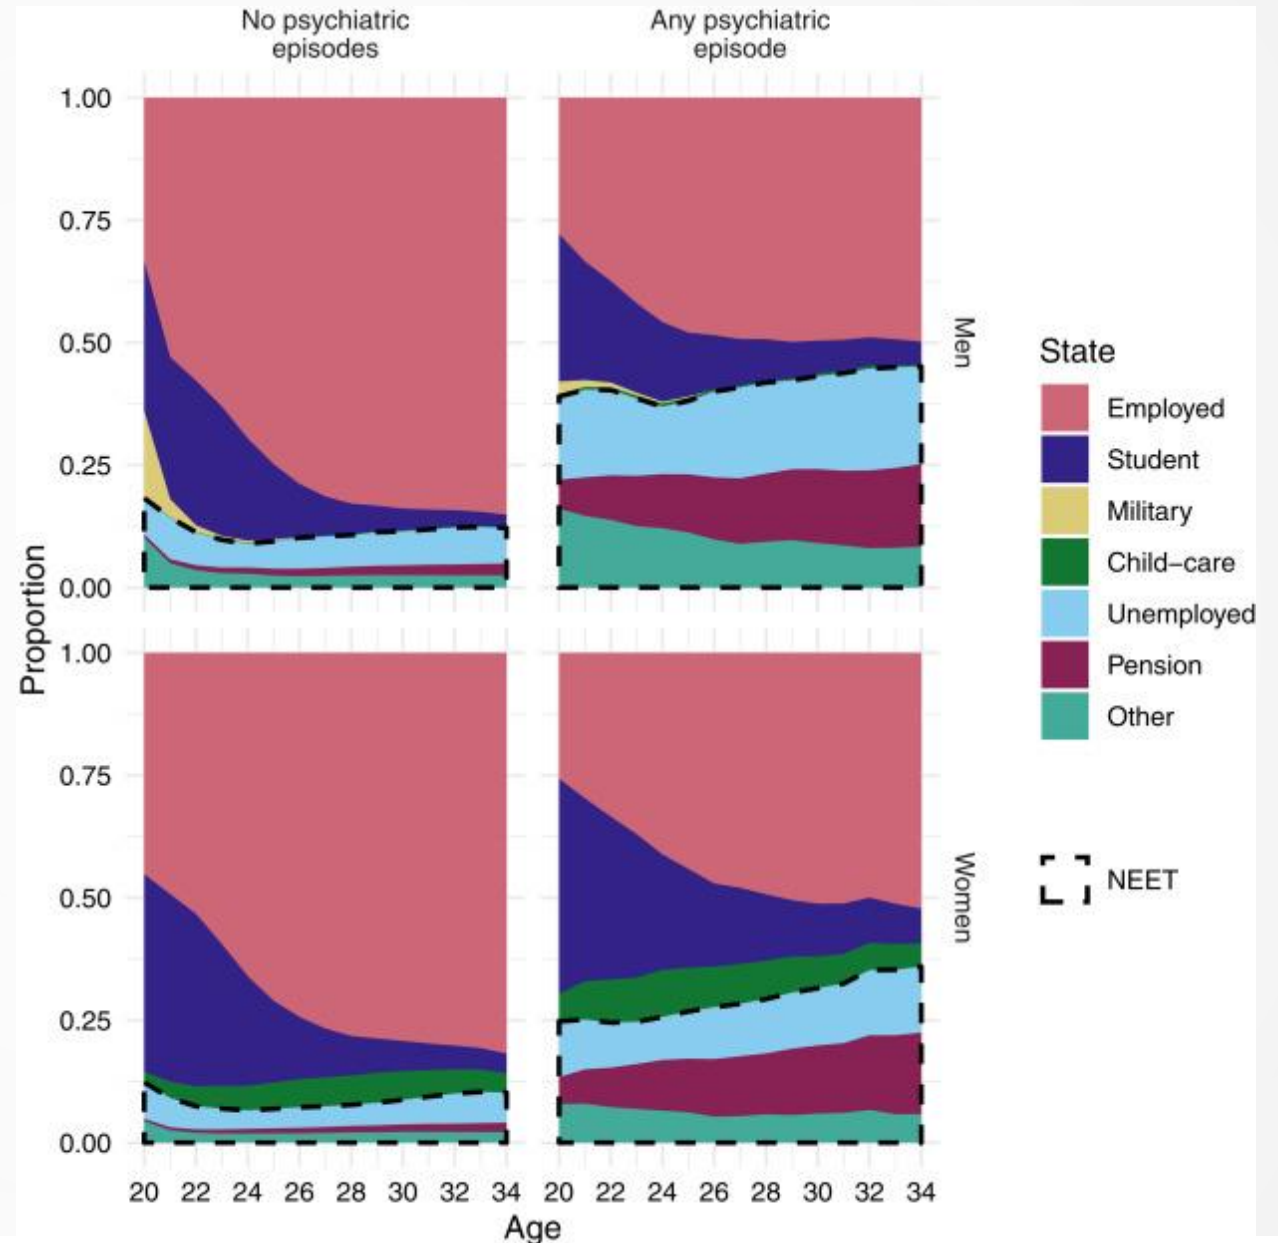 No psychiatric
episodes
Any psychiatric
episode
1.00
0.75
0.50
0.25
0.00
Men
1.00
0.75
0.50
0.25
0.00
Women
Proportion
20 22 24 26 28 30 32 34
20 22 24 26 28 30 32 34
Age
State
Employed
Student
Military
Child–care
Unemployed
Pension
Other
NEET